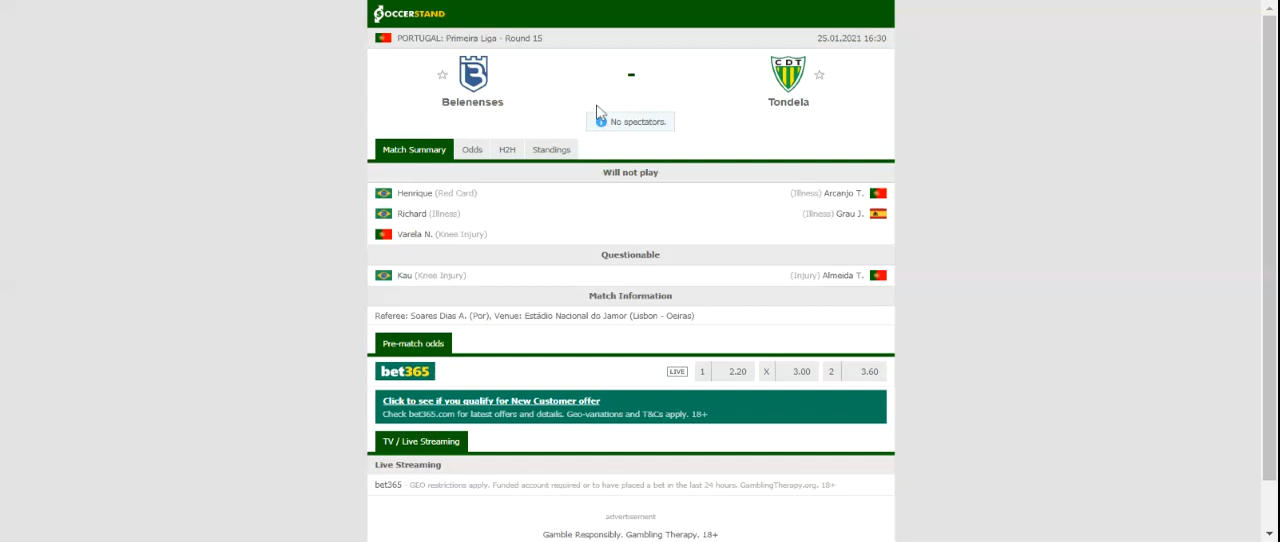 SOCCERSTAND
PORTUGAL: Primeira Liga - Round 15 25.01.2021 16:30
CDT
Belenenses - Tondela
No spectators.
Match Summary Odds H2H Standings
Will not play
Henrique (Red Card) (Illness) Arcanjo T.
Richard (Illness) (Illness) Grau J.
Varela N. (Knee Injury)
Questionable
Kau (Knee Injury) (Injury) Almeida T.
Match Information
Referee: Soares Dias A. (Por), Venue: Estádio Nacional do Jamor (Lisbon - Oeiras)
Pre-match odds
bet365 LIVE 1 2.20 X 3.00 2 3.60
Click to see if you qualify for New Customer offer
Check bet365.com for latest offers and details. Geo-variations and T&Cs apply. 18+
TV / Live Streaming
Live Streaming
bet365 - GEO restrictions apply. Funded account required or to have placed a bet in the last 24 hours. GamblingTherapy.org. 18+
advertisement
Gamble Responsibly. Gambling Therapy. 18+